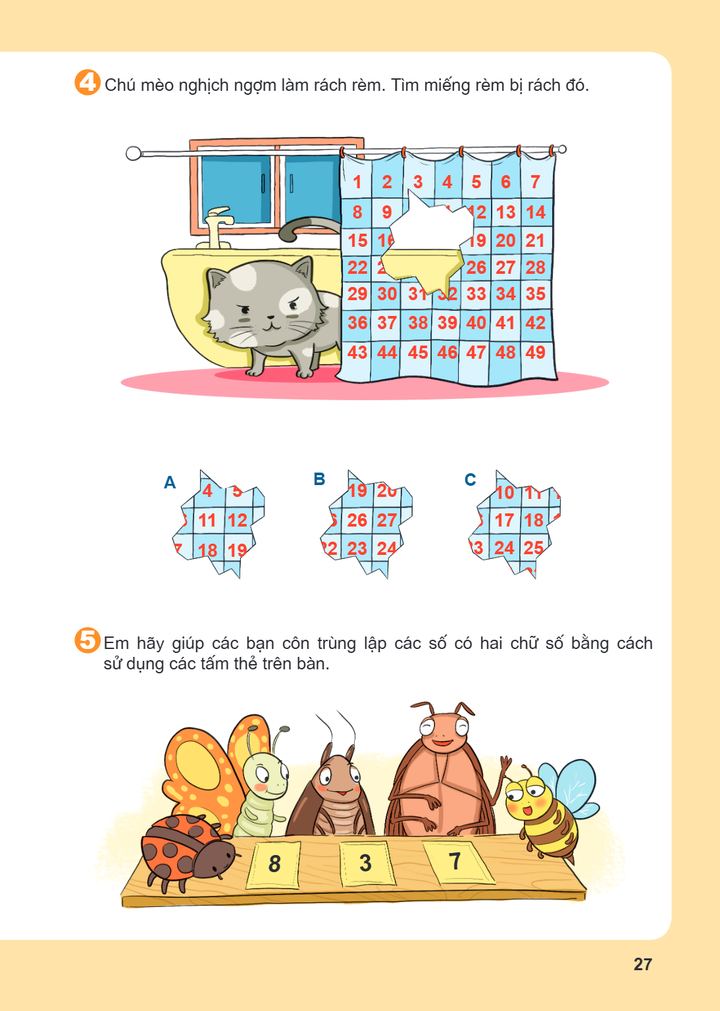 4 Chú mèo nghịch ngợm làm rách rèm. Tìm miếng rèm bị rách đó.
1 2 3 4 5 6 7
8 9 12 13 14
15 16 19 20 21
22 26 27 28
29 30 31 32 33 34 35
36 37 38 39 40 41 42
43 44 45 46 47 48 49
A B C
4 5 19 20 10 11
11 12 26 27 17 18
18 19 23 24 24 25
5 Em hãy giúp các bạn côn trùng lập các số có hai chữ số bằng cách
sử dụng các tấm thẻ trên bàn.
8 3 7
27